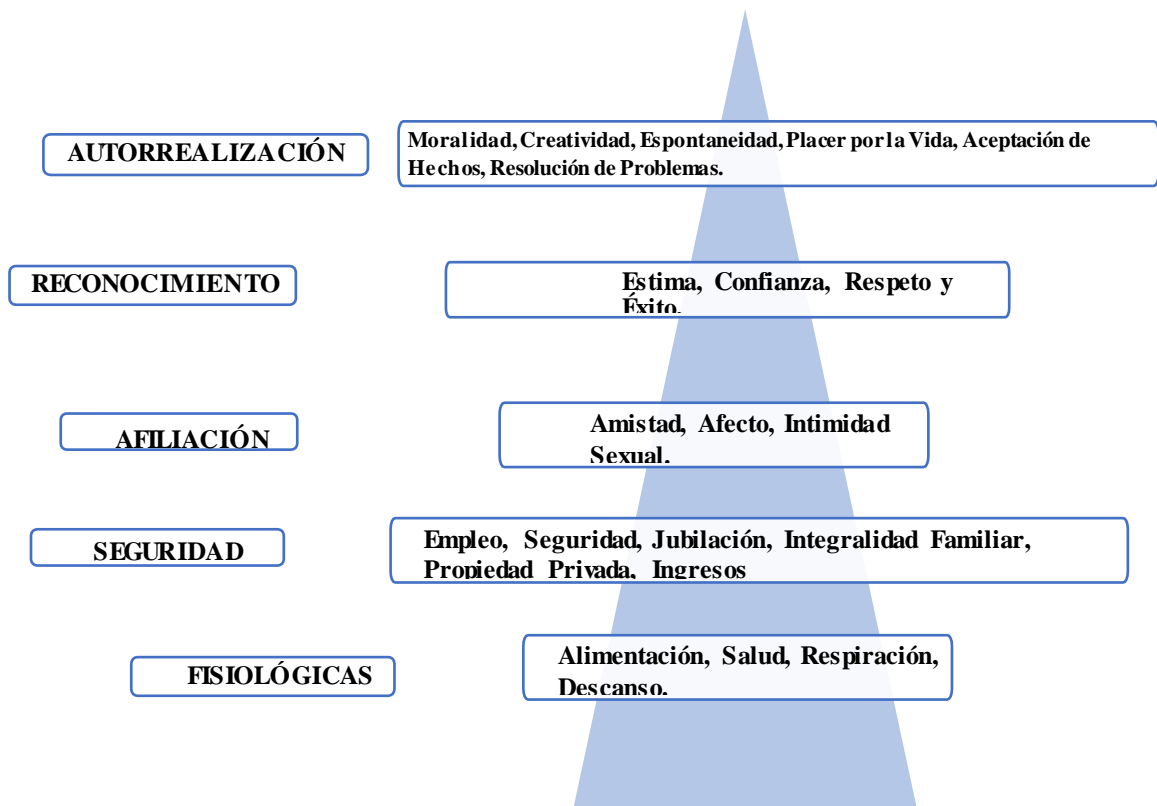 AUTORREALIZACIÓN
Moralidad, Creatividad, Espontaneidad, Placer por la Vida, Aceptación de
Hechos, Resolución de Problemas.
RECONOCIMIENTO
Estima, Confianza, Respeto y
Éxito.
AFILIACIÓN
Amistad, Afecto, Intimidad
Sexual.
SEGURIDAD
Empleo, Seguridad, Jubilación, Integralidad Familiar,
Propiedad Privada, Ingresos
FISIOLÓGICAS
Alimentación, Salud, Respiración,
Descanso.